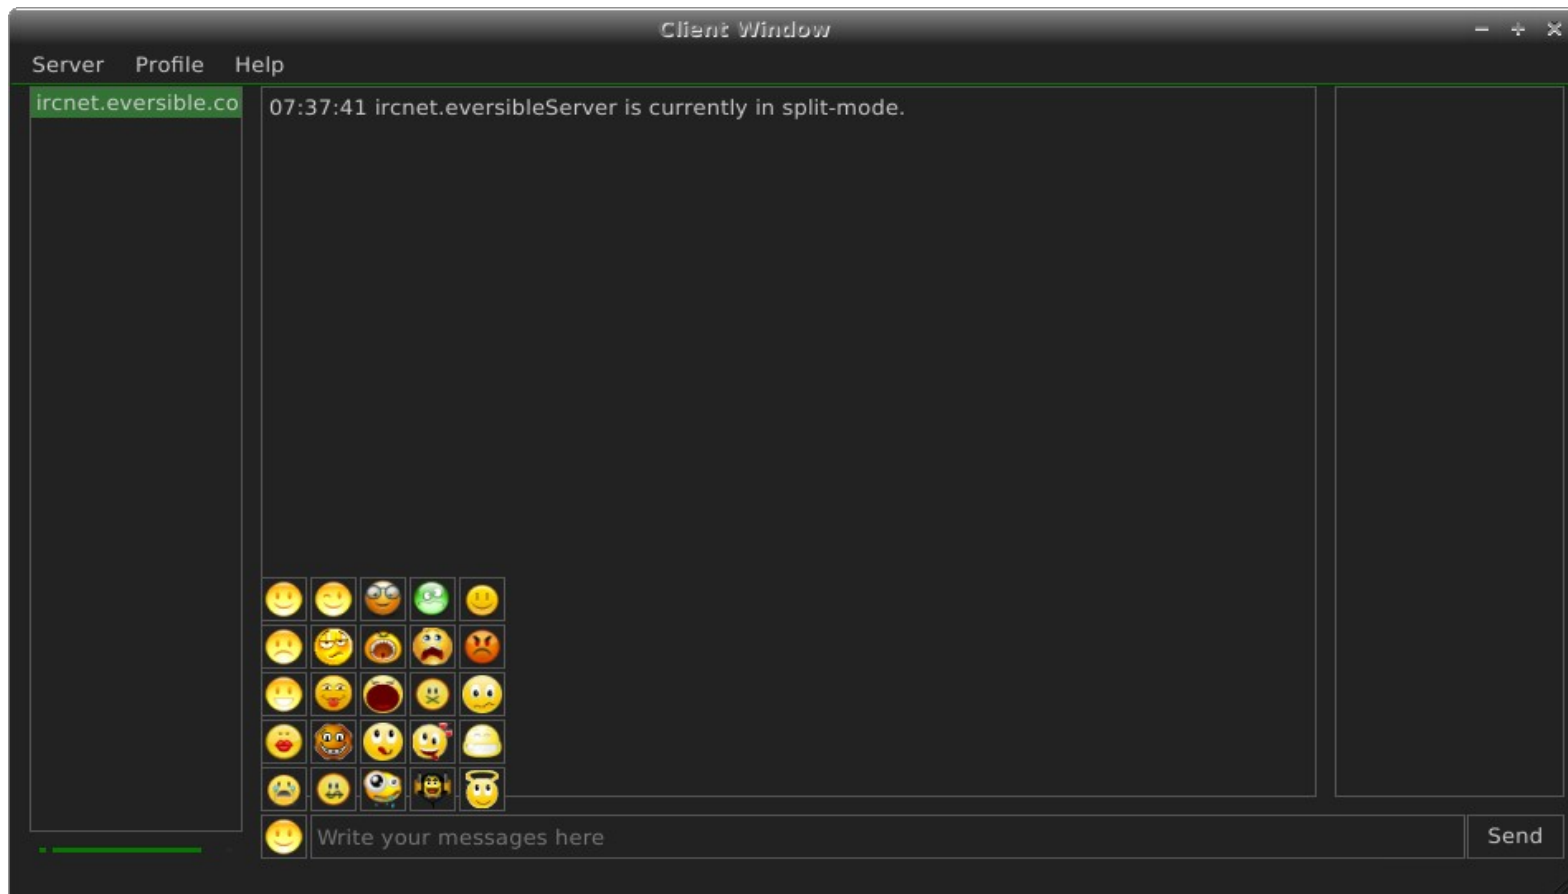 Client Window
Server Profile Help
ircnet.eversible.co
07:37:41 ircnet.eversibleServer is currently in split-mode.
Write your messages here
Send